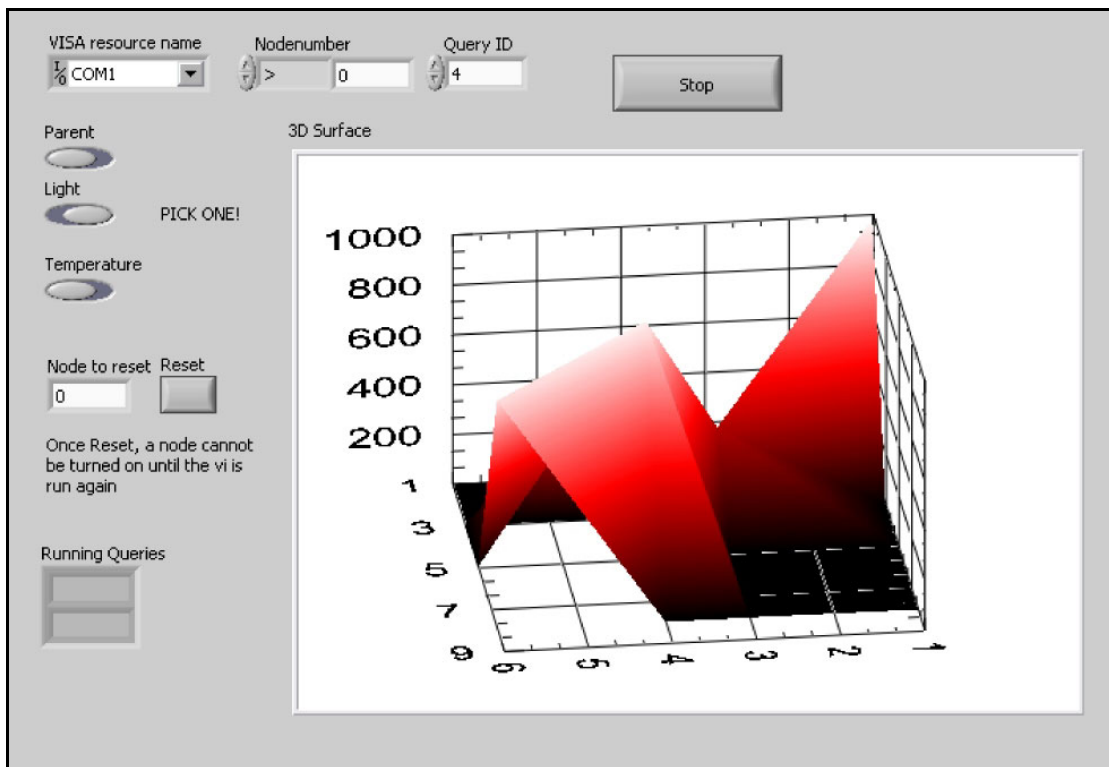 VISA resource name
Nodenumber
Query ID
I/O COM1
>
0
4
Stop
Parent
3D Surface
Light
PICK ONE!
Temperature
1000
800
600
400
200
1
3
5
7
9
6
5
4
3
2
1
Node to reset
Reset
0
Once Reset, a node cannot
be turned on until the vi is
run again
Running Queries